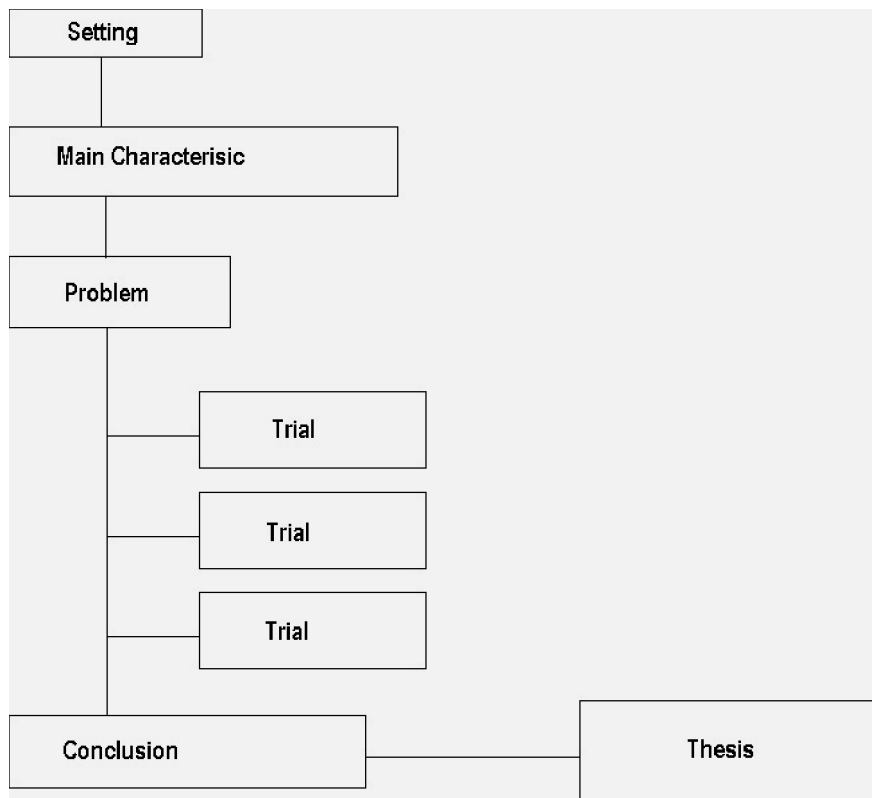 Setting
Main Characterisic
Problem
Trial
Trial
Trial
Conclusion
Thesis